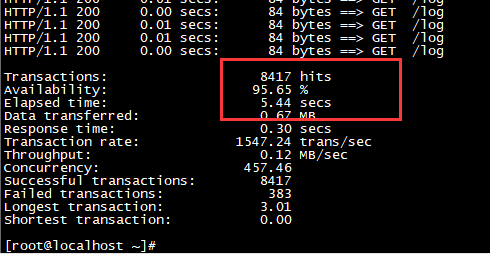 HTTP/1.1 200 0.01 secs: 84 bytes ==> GET /log
HTTP/1.1 200 0.00 secs: 84 bytes ==> GET /log
HTTP/1.1 200 0.01 secs: 84 bytes ==> GET /log
HTTP/1.1 200 0.00 secs: 84 bytes ==> GET /log
Transactions: 8417 hits
Availability: 95.65 %
Elapsed time: 5.44 secs
Data transferred: 0.67 MB
Response time: 0.30 secs
Transaction rate: 1547.24 trans/sec
Throughput: 0.12 MB/sec
Concurrency: 457.46
Successful transactions: 8417
Failed transactions: 383
Longest transaction: 3.01
Shortest transaction: 0.00
[root@localhost ~]#